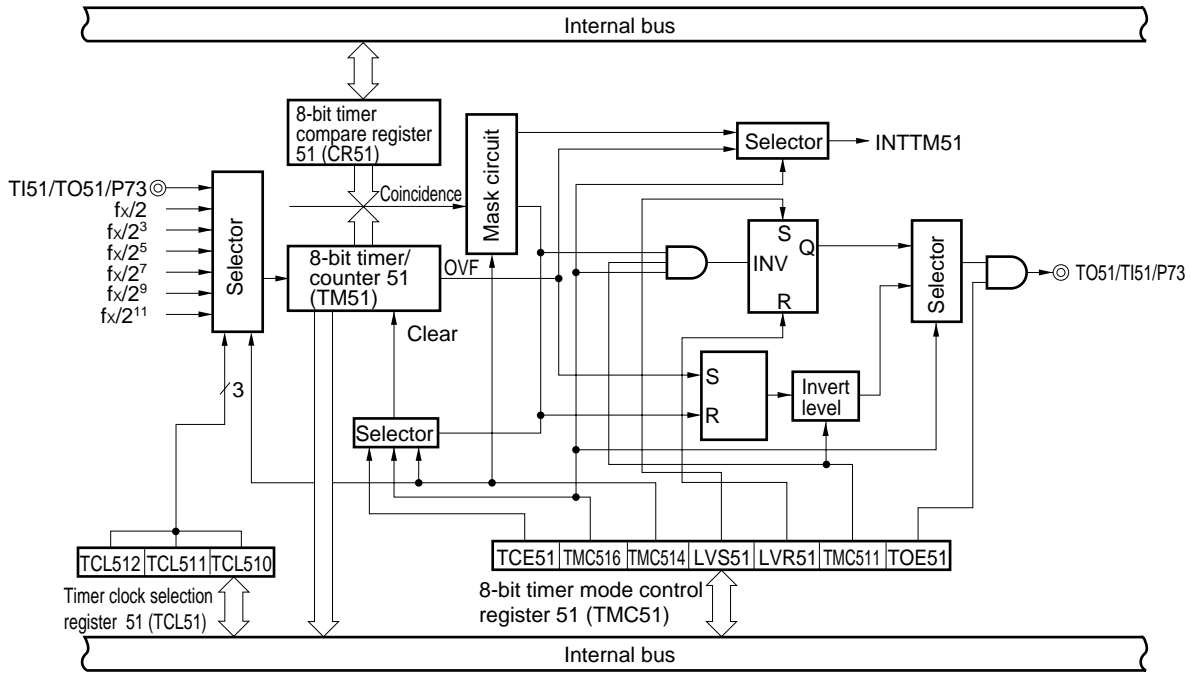 Internal bus
8-bit timer
compare register
51 (CR51)
Mask circuit
Selector
INTTM51
TI51/TO51/P73
Coincidence
fX/2
fX/2³
fX/2⁵
fX/2⁷
fX/2⁹
fX/2¹¹
Selector
8-bit timer/
counter 51
(TM51)
OVF
S
Q
INV
R
Selector
TO51/TI51/P73
Clear
3
S
R
Invert
level
Selector
TCL512 TCL511 TCL510
TCE51 TMC516 TMC514 LVS51 LVR51 TMC511 TOE51
Timer clock selection
register 51 (TCL51)
8-bit timer mode control
register 51 (TMC51)
Internal bus